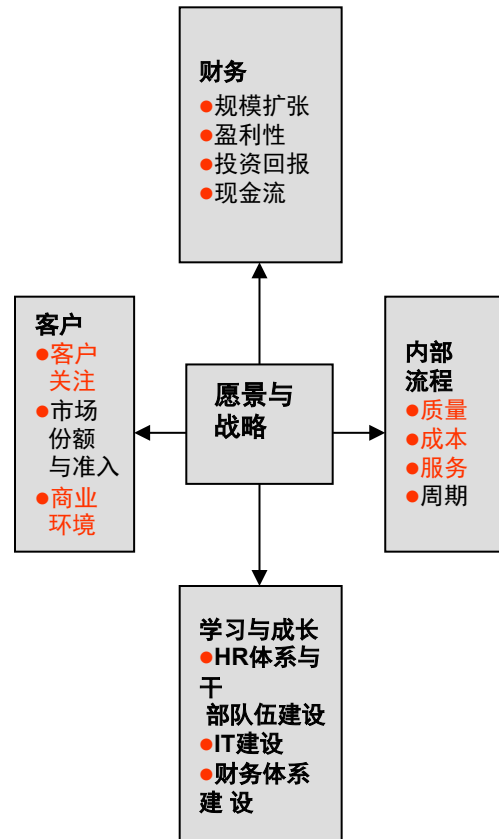 财务
●规模扩张
●盈利性
●投资回报
●现金流
客户
●客户
关注
●市场
份额
与准入
●商业
环境
愿景与
战略
内部
流程
●质量
●成本
●服务
●周期
学习与成长
●HR体系与
干
部队伍建设
●IT建设
●财务体系
建 设